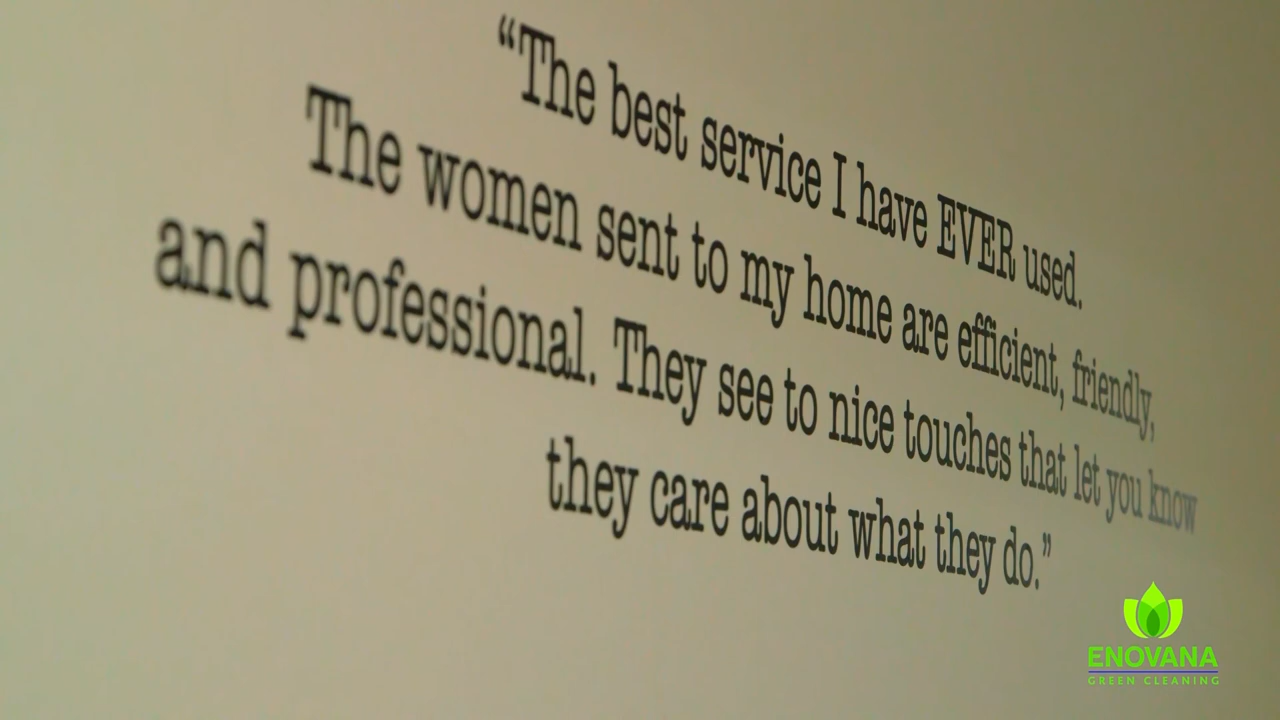 “The best service I have EVER used.
The women sent to my home are efficient, friendly,
and professional. They see to nice touches that let you know
they care about what they do.”
ENOVANA
GREEN CLEANING